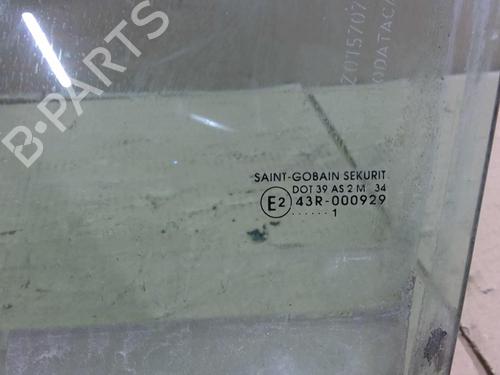 B-PARTS
SAINT-GOBAIN SEKURIT
DOT 39 AS 2 M 34
E2 43R-000929
...... 1